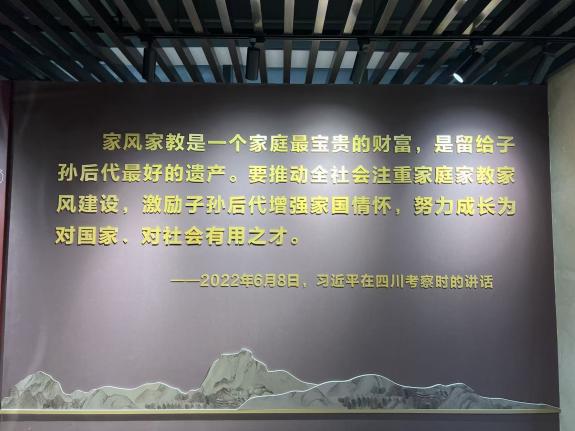 家风家教是一个家庭最宝贵的财富，是留给子
孙后代最好的遗产。要推动全社会注重家庭家教家
风建设，激励子孙后代增强家国情怀，努力成长为
对国家、对社会有用之才。
——2022年6月8日，习近平在四川考察时的讲话